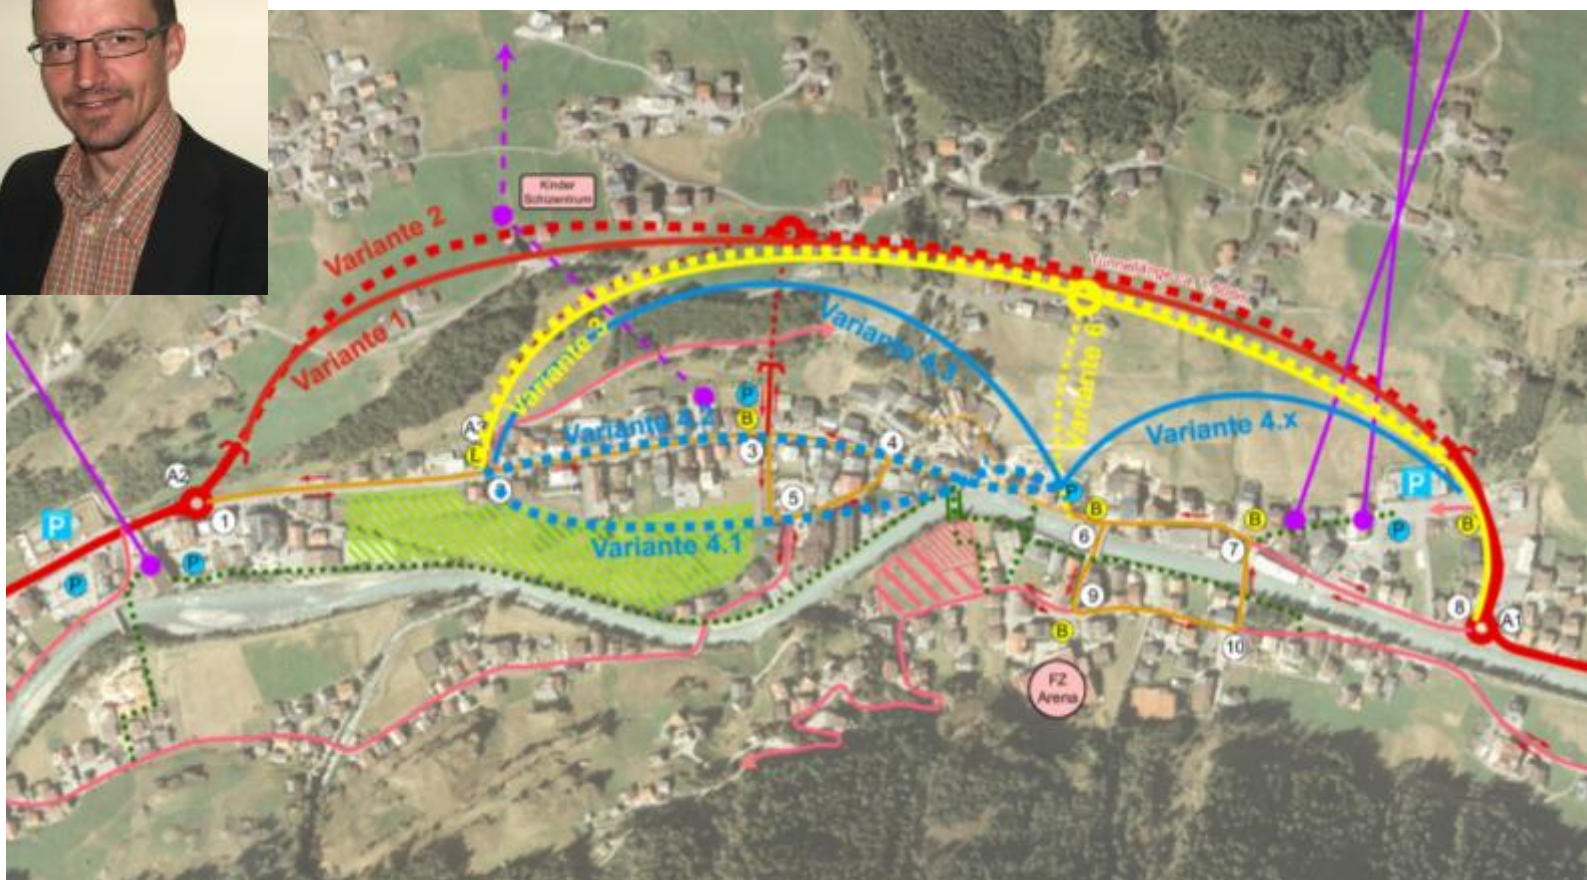 Kinder
Schizentrum
Variante 2
Variante 1
Variante 3
Variante 4.3
Variante 6
Variante 4.2
Variante 4.x
Variante 4.1
A2
P
P
P
1
P
B
3
4
5
P
B
6
B
7
9
B
10
P
P
B
8
A1
FZ
Arena